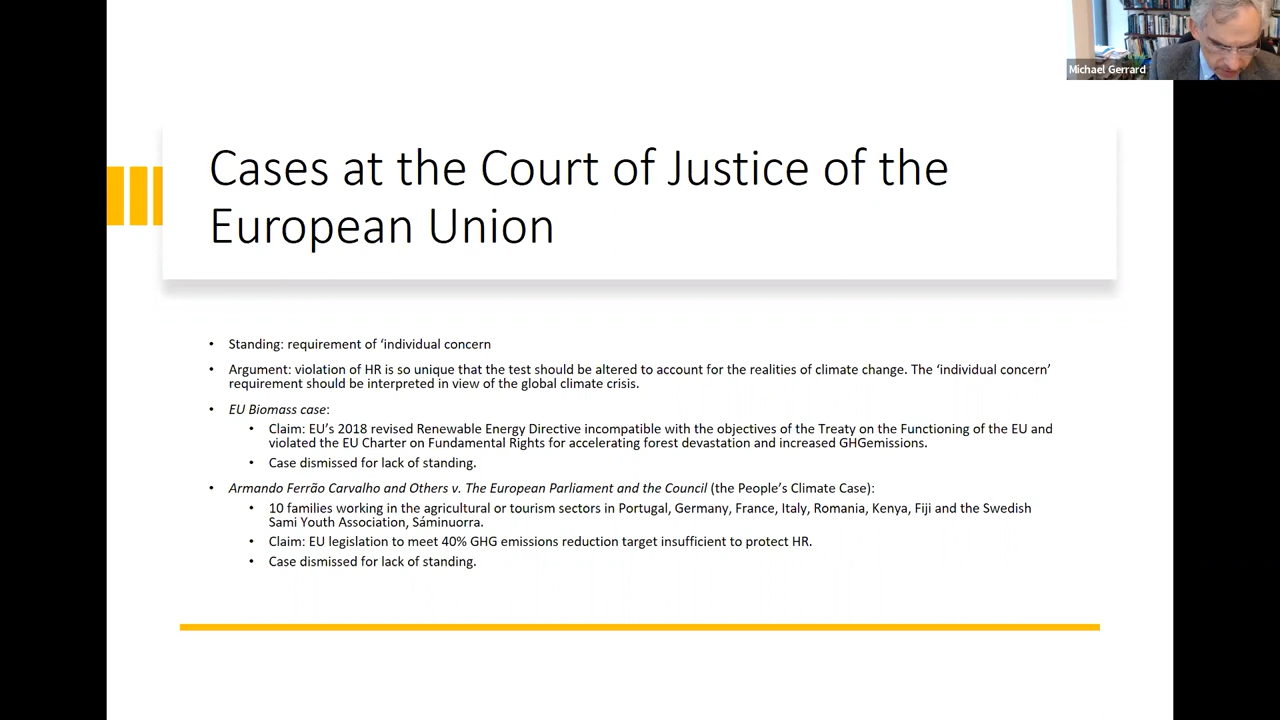 Michael Gerrard
Cases at the Court of Justice of the
European Union
• Standing: requirement of ‘individual concern
• Argument: violation of HR is so unique that the test should be altered to account for the realities of climate change. The ‘individual concern’
requirement should be interpreted in view of the global climate crisis.
• EU Biomass case:
• Claim: EU’s 2018 revised Renewable Energy Directive incompatible with the objectives of the Treaty on the Functioning of the EU and
violated the EU Charter on Fundamental Rights for accelerating forest devastation and increased GHGemissions.
• Case dismissed for lack of standing.
• Armando Ferrão Carvalho and Others v. The European Parliament and the Council (the People’s Climate Case):
• 10 families working in the agricultural or tourism sectors in Portugal, Germany, France, Italy, Romania, Kenya, Fiji and the Swedish
Sami Youth Association, Sáminuorra.
• Claim: EU legislation to meet 40% GHG emissions reduction target insufficient to protect HR.
• Case dismissed for lack of standing.